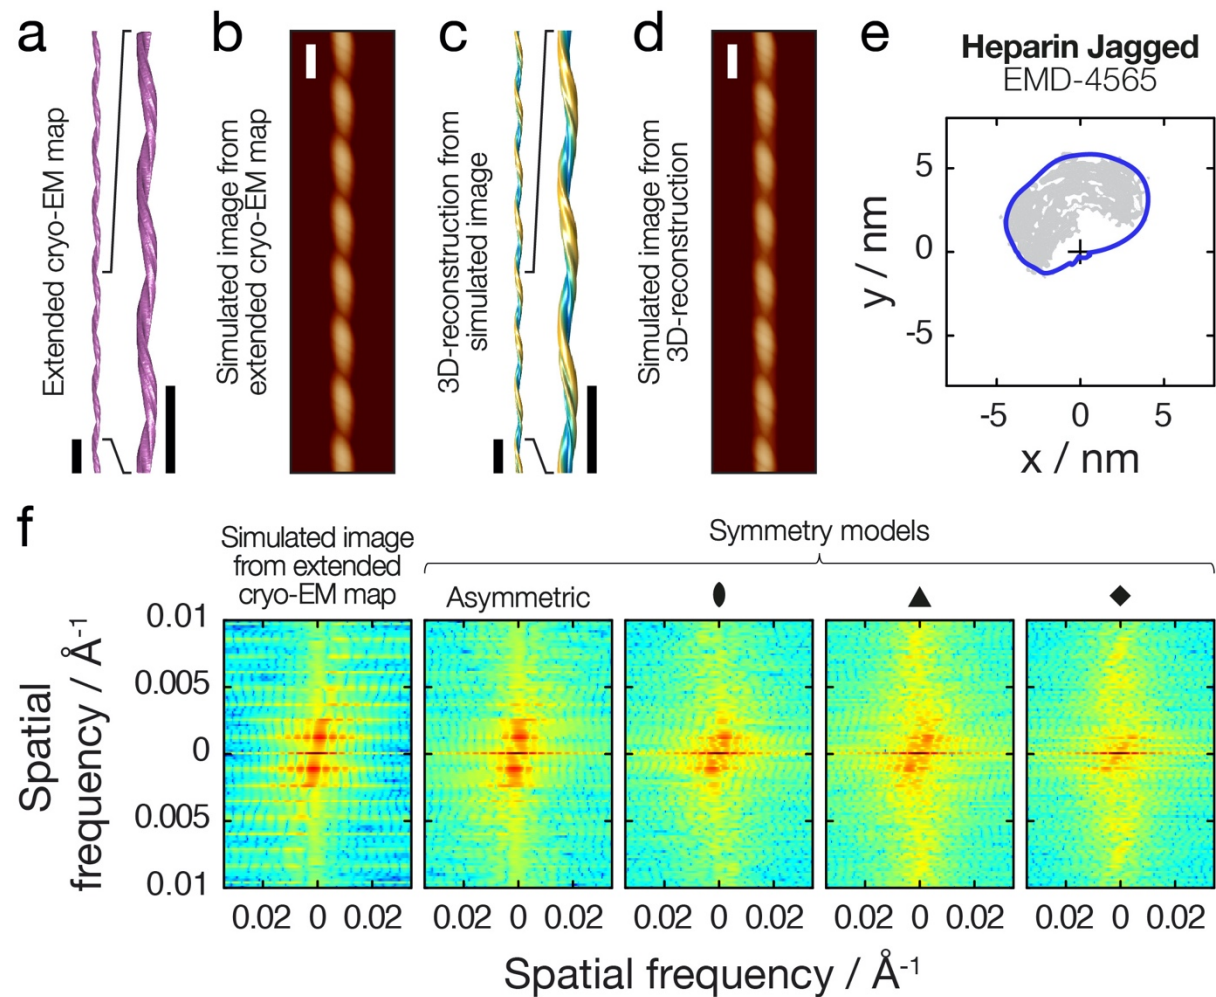 a
Extended cryo-EM map
b
Simulated image from
extended cryo-EM map
c
3D-reconstruction from
simulated image
d
Simulated image from
3D-reconstruction
e
Heparin Jagged
EMD-4565
5
0
-5
y / nm
-5 0 5
x / nm
f
Simulated image
from extended
cryo-EM map
Symmetry models
Asymmetric
0.01
0.005
0
0.005
0.01
Spatial
frequency / Å-1
0.02 0 0.02
0.02 0 0.02
0.02 0 0.02
0.02 0 0.02
0.02 0 0.02
Spatial frequency / Å-1